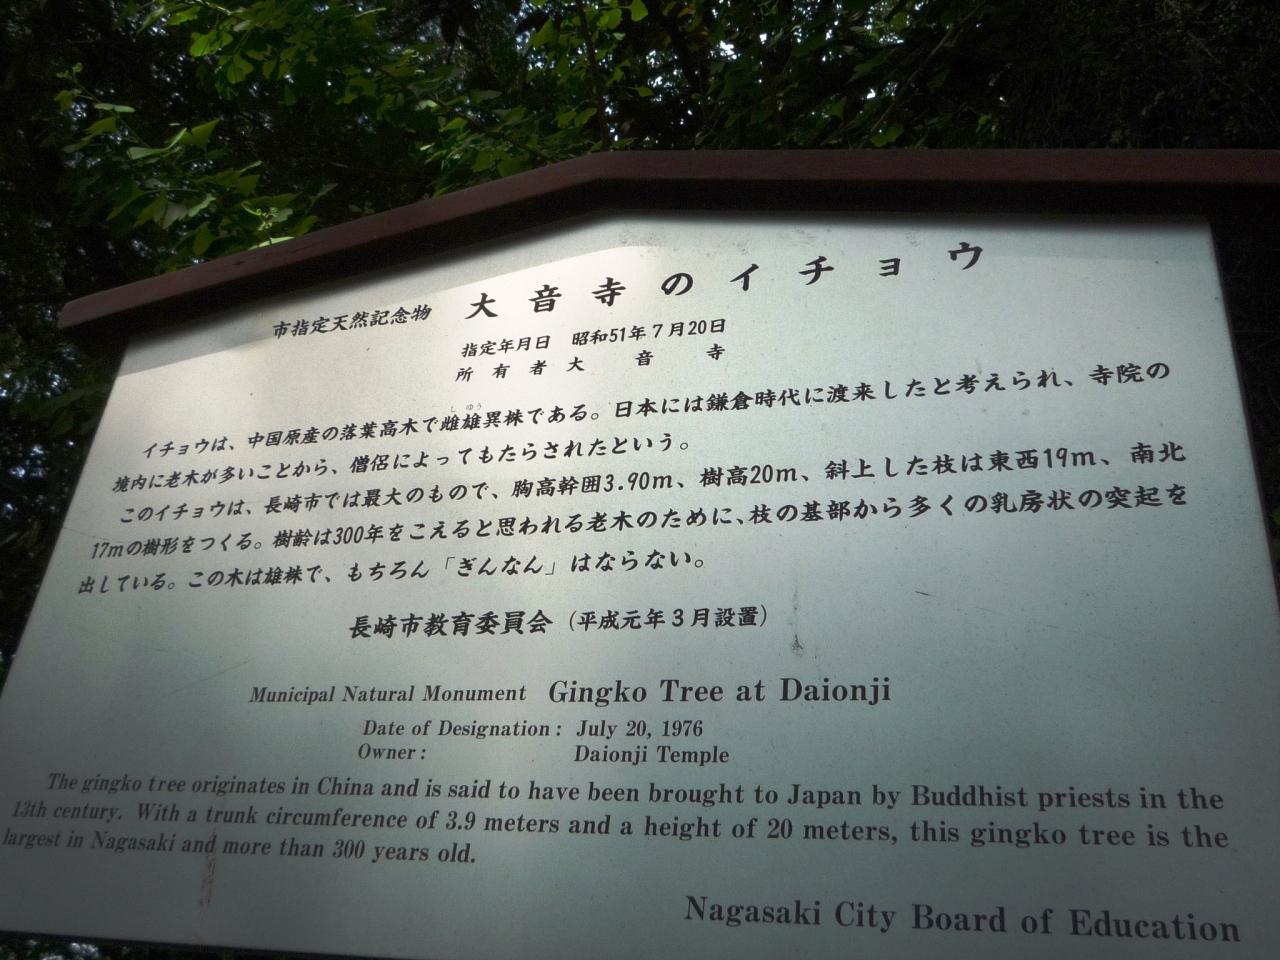 市指定天然記念物 大音寺のイチョウ
指定年月日 昭和51年7月20日
所有者 大音寺
しゆう
イチョウは、中国原産の落葉高木で雌雄異株である。日本には鎌倉時代に渡来したと考えられ、寺院の
境内に老木が多いことから、僧侶によってもたらされたという。
このイチョウは、長崎市では最大のもので、胸高幹囲3.90m、樹高20m、斜上した枝は東西19m、南北
17mの樹形をつくる。樹齢は300年をこえると思われる老木のために、枝の基部から多くの乳房状の突起を
出している。この木は雄株で、もちろん「ぎんなん」はならない。
長崎市教育委員会（平成元年3月設置）
Municipal Natural Monument Gingko Tree at Daionji
Date of Designation: July 20, 1976
Owner: Daionji Temple
The gingko tree originates in China and is said to have been brought to Japan by Buddhist priests in the
13th century. With a trunk circumference of 3.9 meters and a height of 20 meters, this gingko tree is the
largest in Nagasaki and more than 300 years old.
Nagasaki City Board of Education